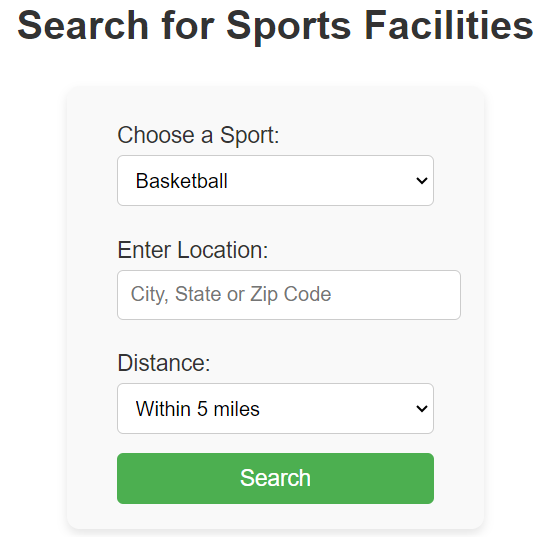 Search for Sports Facilities
Choose a Sport:
Basketball
Enter Location:
City, State or Zip Code
Distance:
Within 5 miles
Search